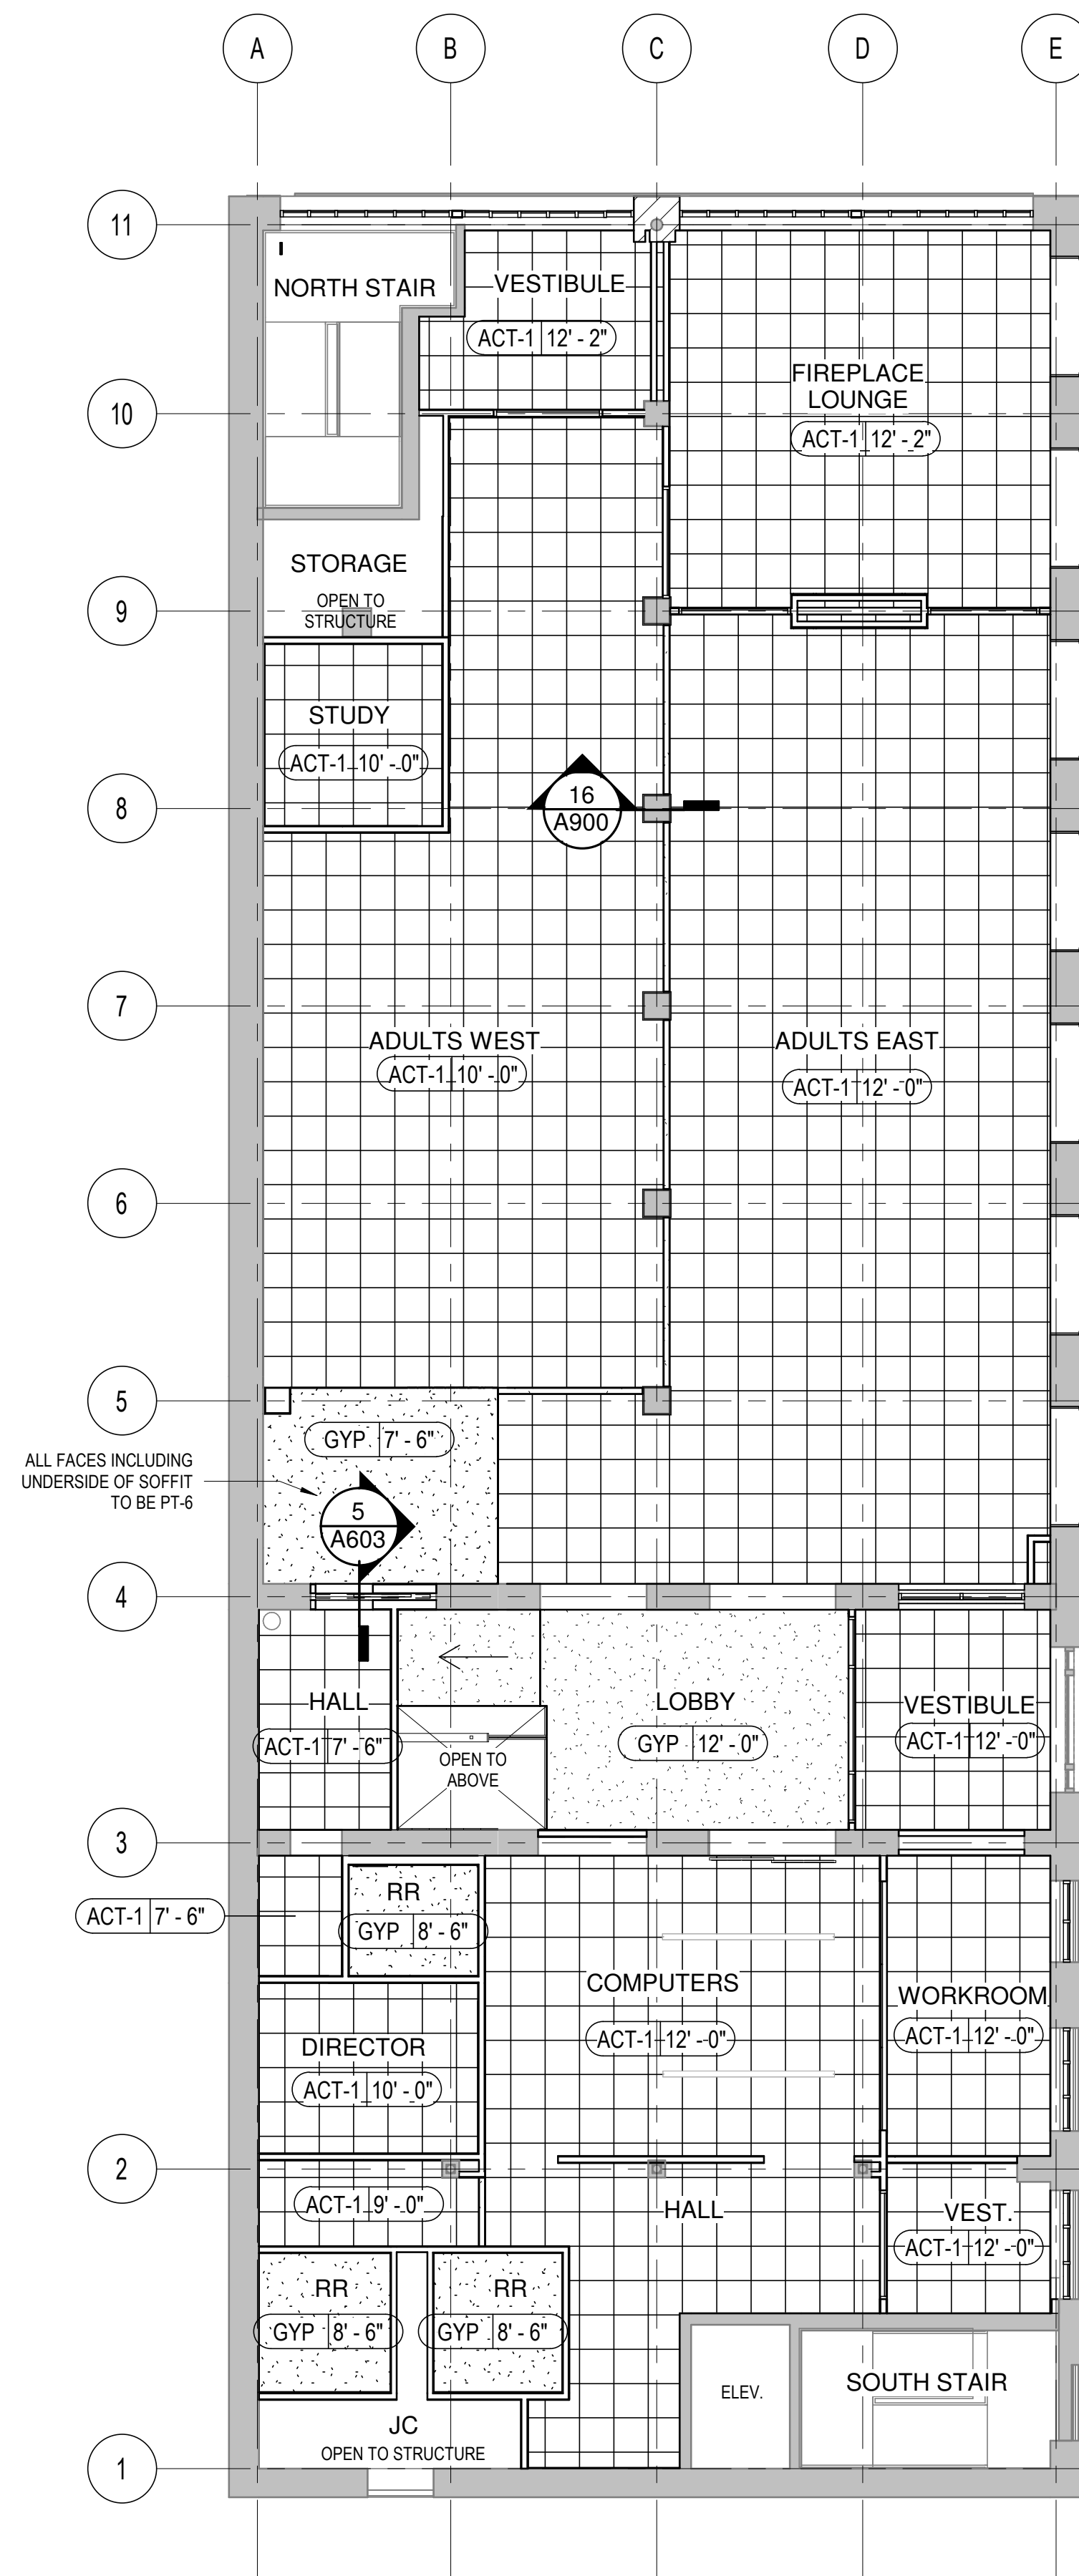 A
B
C
D
E
11
NORTH STAIR
VESTIBULE
ACT-1 12' - 2"
FIREPLACE
LOUNGE
ACT-1 12' - 2"
10
STORAGE
OPEN TO
STRUCTURE
9
STUDY
ACT-1 10' - 0"
8
16
A900
7
ADULTS WEST
ACT-1 10' - 0"
ADULTS EAST
ACT-1 12' - 0"
6
5
GYP 7' - 6"
ALL FACES INCLUDING
UNDERSIDE OF SOFFIT
TO BE PT-6
5
A603
4
HALL
ACT-1 7' - 6"
OPEN TO
ABOVE
LOBBY
GYP 12' - 0"
VESTIBULE
ACT-1 12' - 0"
3
ACT-1 7' - 6"
RR
GYP 8' - 6"
COMPUTERS
ACT-1 12' - 0"
WORKROOM
ACT-1 12' - 0"
DIRECTOR
ACT-1 10' - 0"
2
ACT-1 9' - 0"
HALL
VEST.
ACT-1 12' - 0"
RR
GYP 8' - 6"
RR
GYP 8' - 6"
ELEV.
SOUTH STAIR
JC
OPEN TO STRUCTURE
1